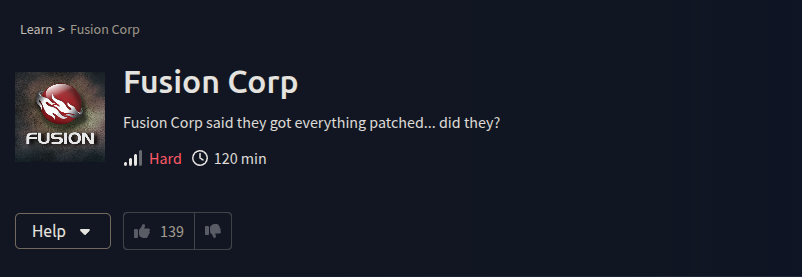 Learn > Fusion Corp
Fusion Corp
FUSION
Fusion Corp said they got everything patched... did they?
Hard 120 min
Help 139